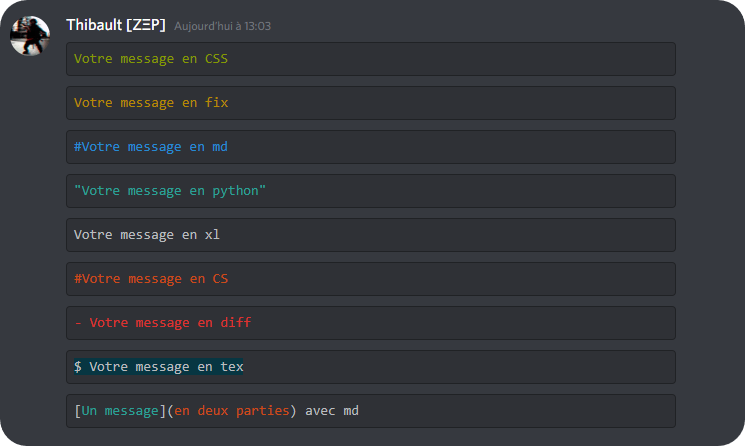 Thibault [ZΞP] Aujourd'hui à 13:03
Votre message en CSS
Votre message en fix
#Votre message en md
"Votre message en python"
Votre message en xl
#Votre message en CS
- Votre message en diff
$ Votre message en tex
[Un message](en deux parties) avec md